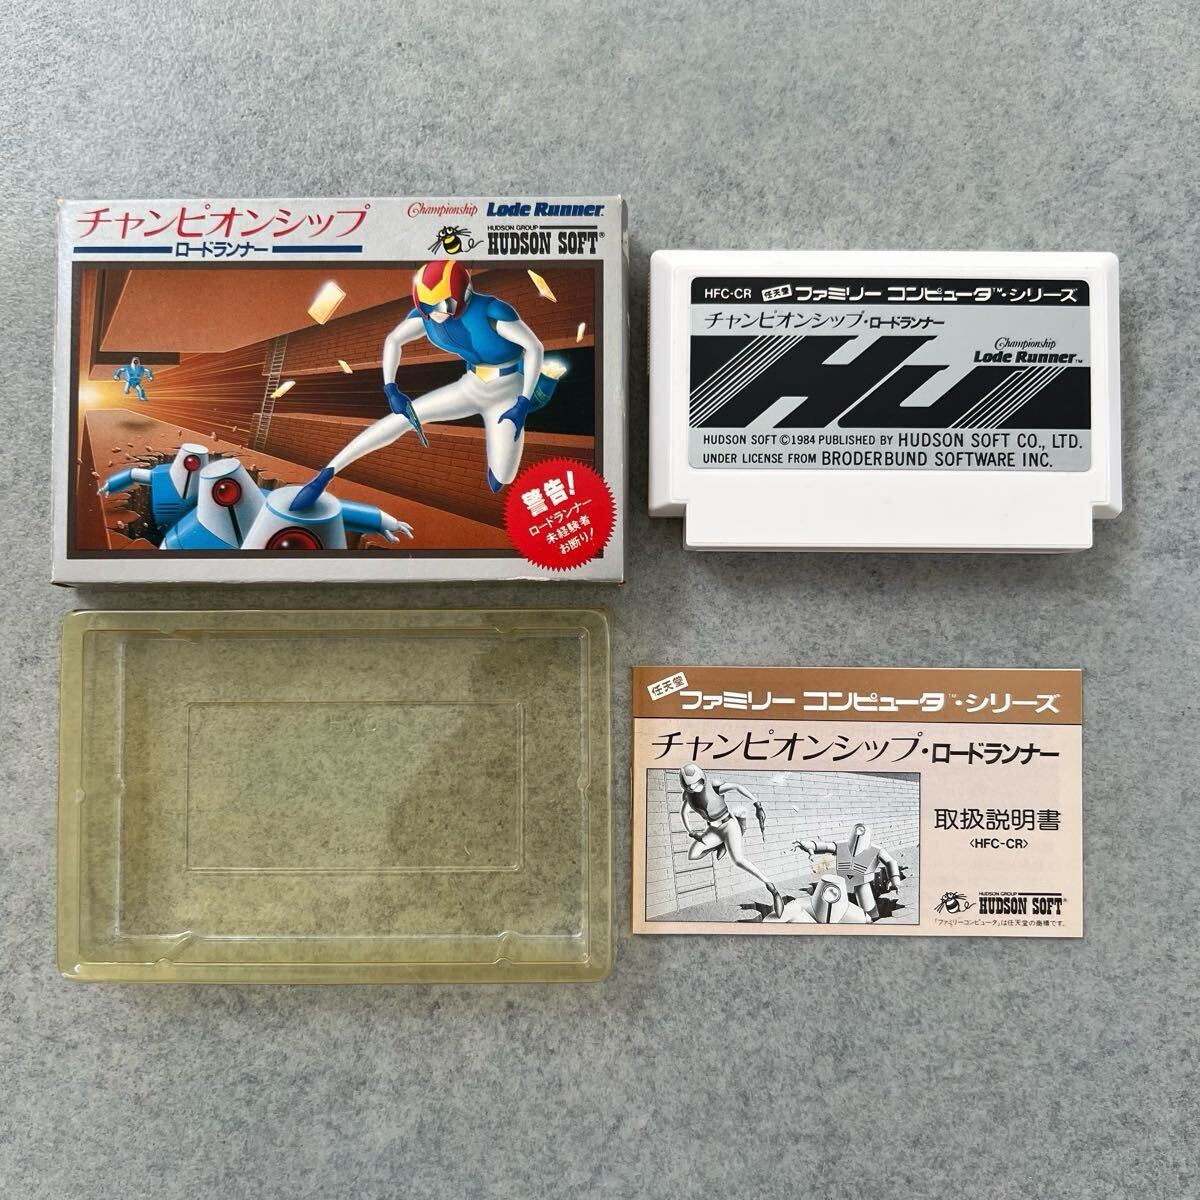 チャンピオンシップ
ロードランナー
Championship Lode Runner
HUDSON GROUP
HUDSON SOFT®
警告！
ロードランナー
未経験者
お断り！
HFC-CR 任天堂 ファミリー コンピュータ™・シリーズ
チャンピオンシップ・ロードランナー
Championship
Lode Runner™
HU
HUDSON SOFT ©1984 PUBLISHED BY HUDSON SOFT CO., LTD.
UNDER LICENSE FROM BRODERBUND SOFTWARE INC.
任天堂 ファミリー コンピュータ™・シリーズ
チャンピオンシップ・ロードランナー
取扱説明書
〈HFC-CR〉
HUDSON GROUP
HUDSON SOFT®
「ファミリーコンピュータ」は任天堂の商標です。